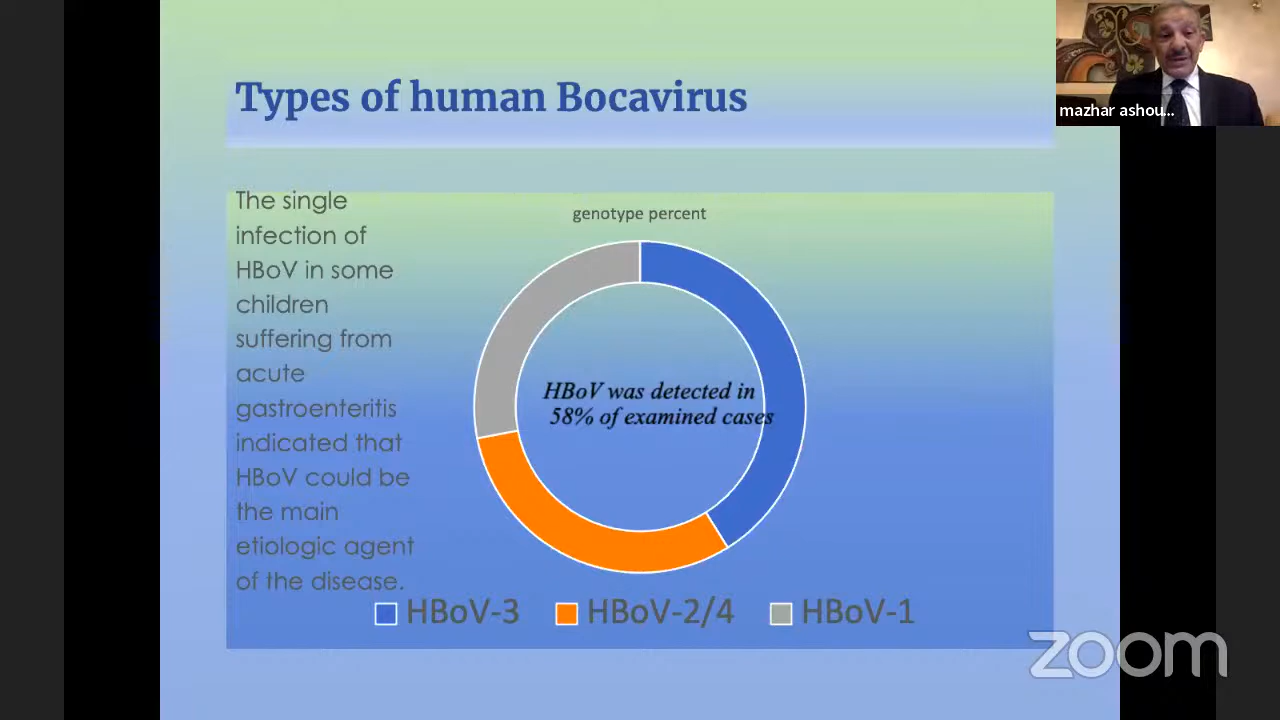 Types of human Bocavirus
mazhar ashou...
The single
infection of
HBoV in some
children
suffering from
acute
gastroenteritis
indicated that
HBoV could be
the main
etiologic agent
of the disease.
genotype percent
HBoV was detected in
58% of examined cases
HBoV-3 HBoV-2/4 HBoV-1
zoom